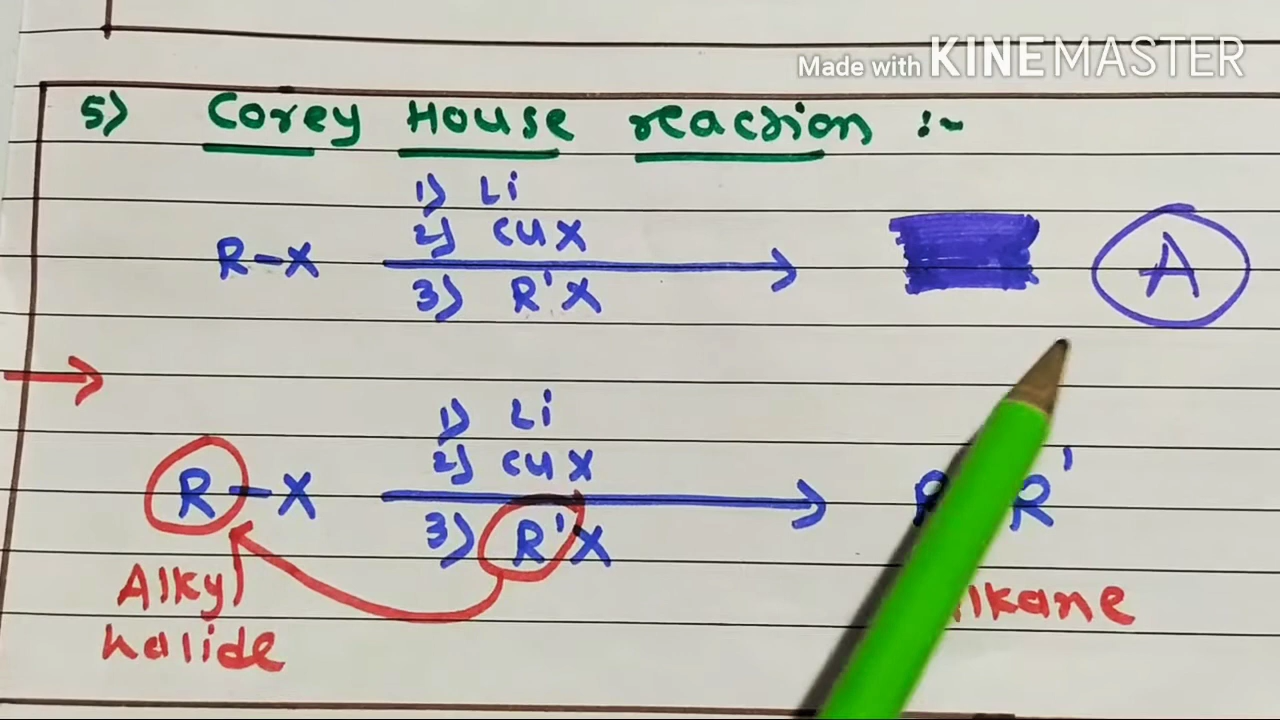 Made with KINEMASTER
5) Corey House reaction :-
1) Li
2) CuX
R-X
3) R'X
A
1) Li
2) CuX
R-X
3) R'X
R R'
Alkyl
halide